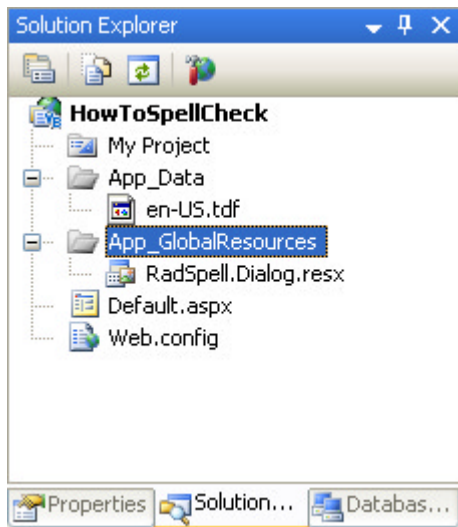 Solution Explorer
HowToSpellCheck
My Project
App_Data
en-US.tdf
App_GlobalResources
RadSpell.Dialog.resx
Default.aspx
Web.config
Properties Solution... Databas...